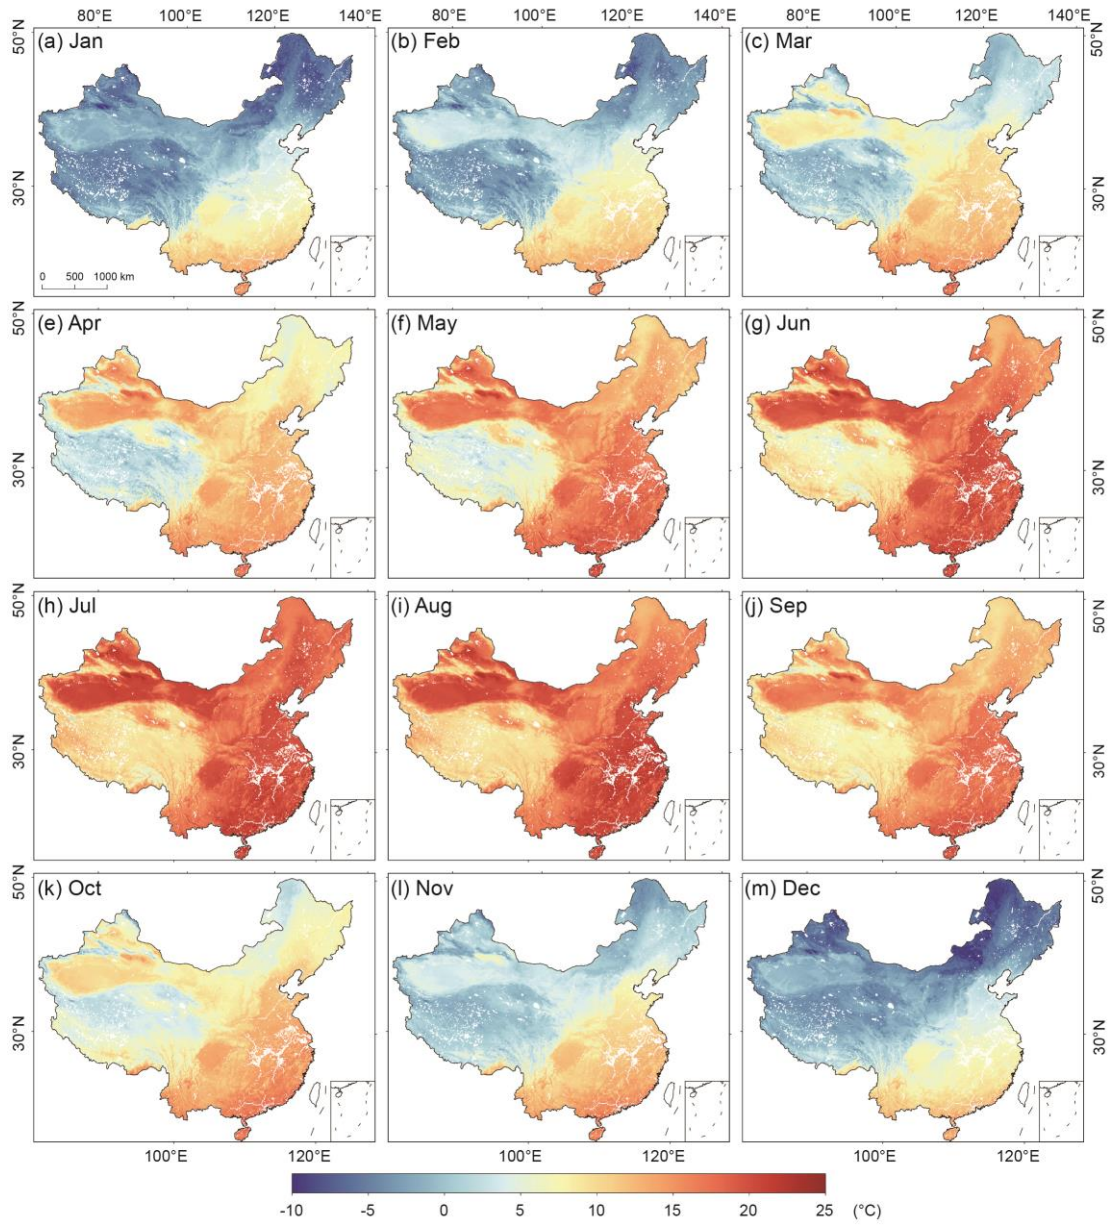 80°E 100°E 120°E 140°E 80°E 100°E 120°E 140°E 80°E 100°E 120°E 140°E
50°N (a) Jan (b) Feb (c) Mar 50°N
30°N 30°N
0 500 1000 km
50°N (e) Apr (f) May (g) Jun 50°N
30°N 30°N
50°N (h) Jul (i) Aug (j) Sep 50°N
30°N 30°N
50°N (k) Oct (l) Nov (m) Dec 50°N
30°N 30°N
100°E 120°E 100°E 120°E 100°E 120°E
-10 -5 0 5 10 15 20 25 (°C)